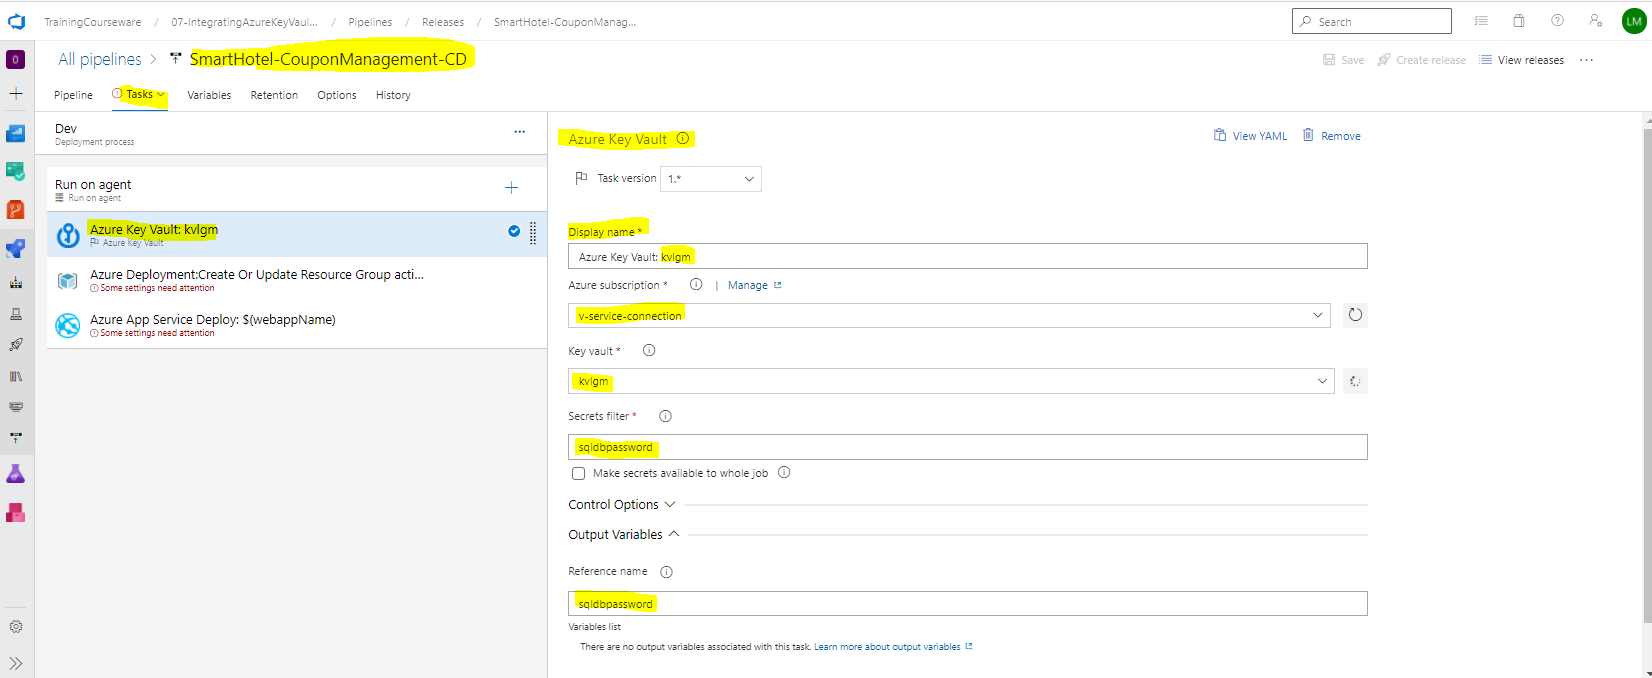 TrainingCourseware / 07-IntegratingAzureKeyVaul... / Pipelines / Releases / SmartHotel-CouponManag...
Search
LM
O
All pipelines > SmartHotel-CouponManagement-CD
Save Create release View releases ...
Pipeline Tasks Variables Retention Options History
Dev
Deployment process
...
Run on agent
Run on agent
Azure Key Vault: kvlgm
Azure Key Vault
Azure Deployment:Create Or Update Resource Group acti...
Some settings need attention
Azure App Service Deploy: $(webappName)
Some settings need attention
Azure Key Vault
View YAML Remove
Task version 1.*
Display name *
Azure Key Vault: kvlgm
Azure subscription * | Manage
v-service-connection
Key vault *
kvlgm
Secrets filter *
sqldbpassword
Make secrets available to whole job
Control Options
Output Variables
Reference name
sqldbpassword
Variables list
There are no output variables associated with this task. Learn more about output variables